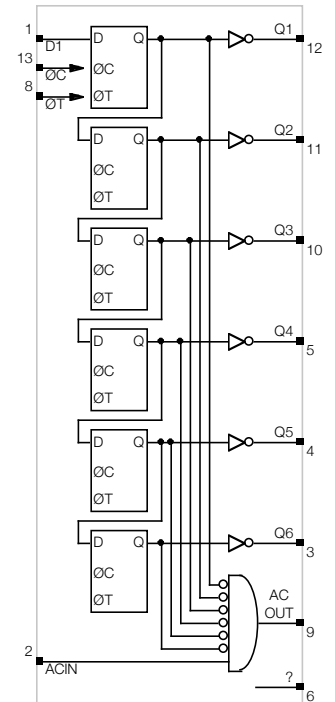 1 D1 D Q Q1 12
13 ØC ØC
8 ØT ØT
D Q Q2 11
ØC
ØT
D Q Q3 10
ØC
ØT
D Q Q4 5
ØC
ØT
D Q Q5 4
ØC
ØT
D Q Q6 3
ØC
ØT
AC
OUT 9
2 ACIN
? 6